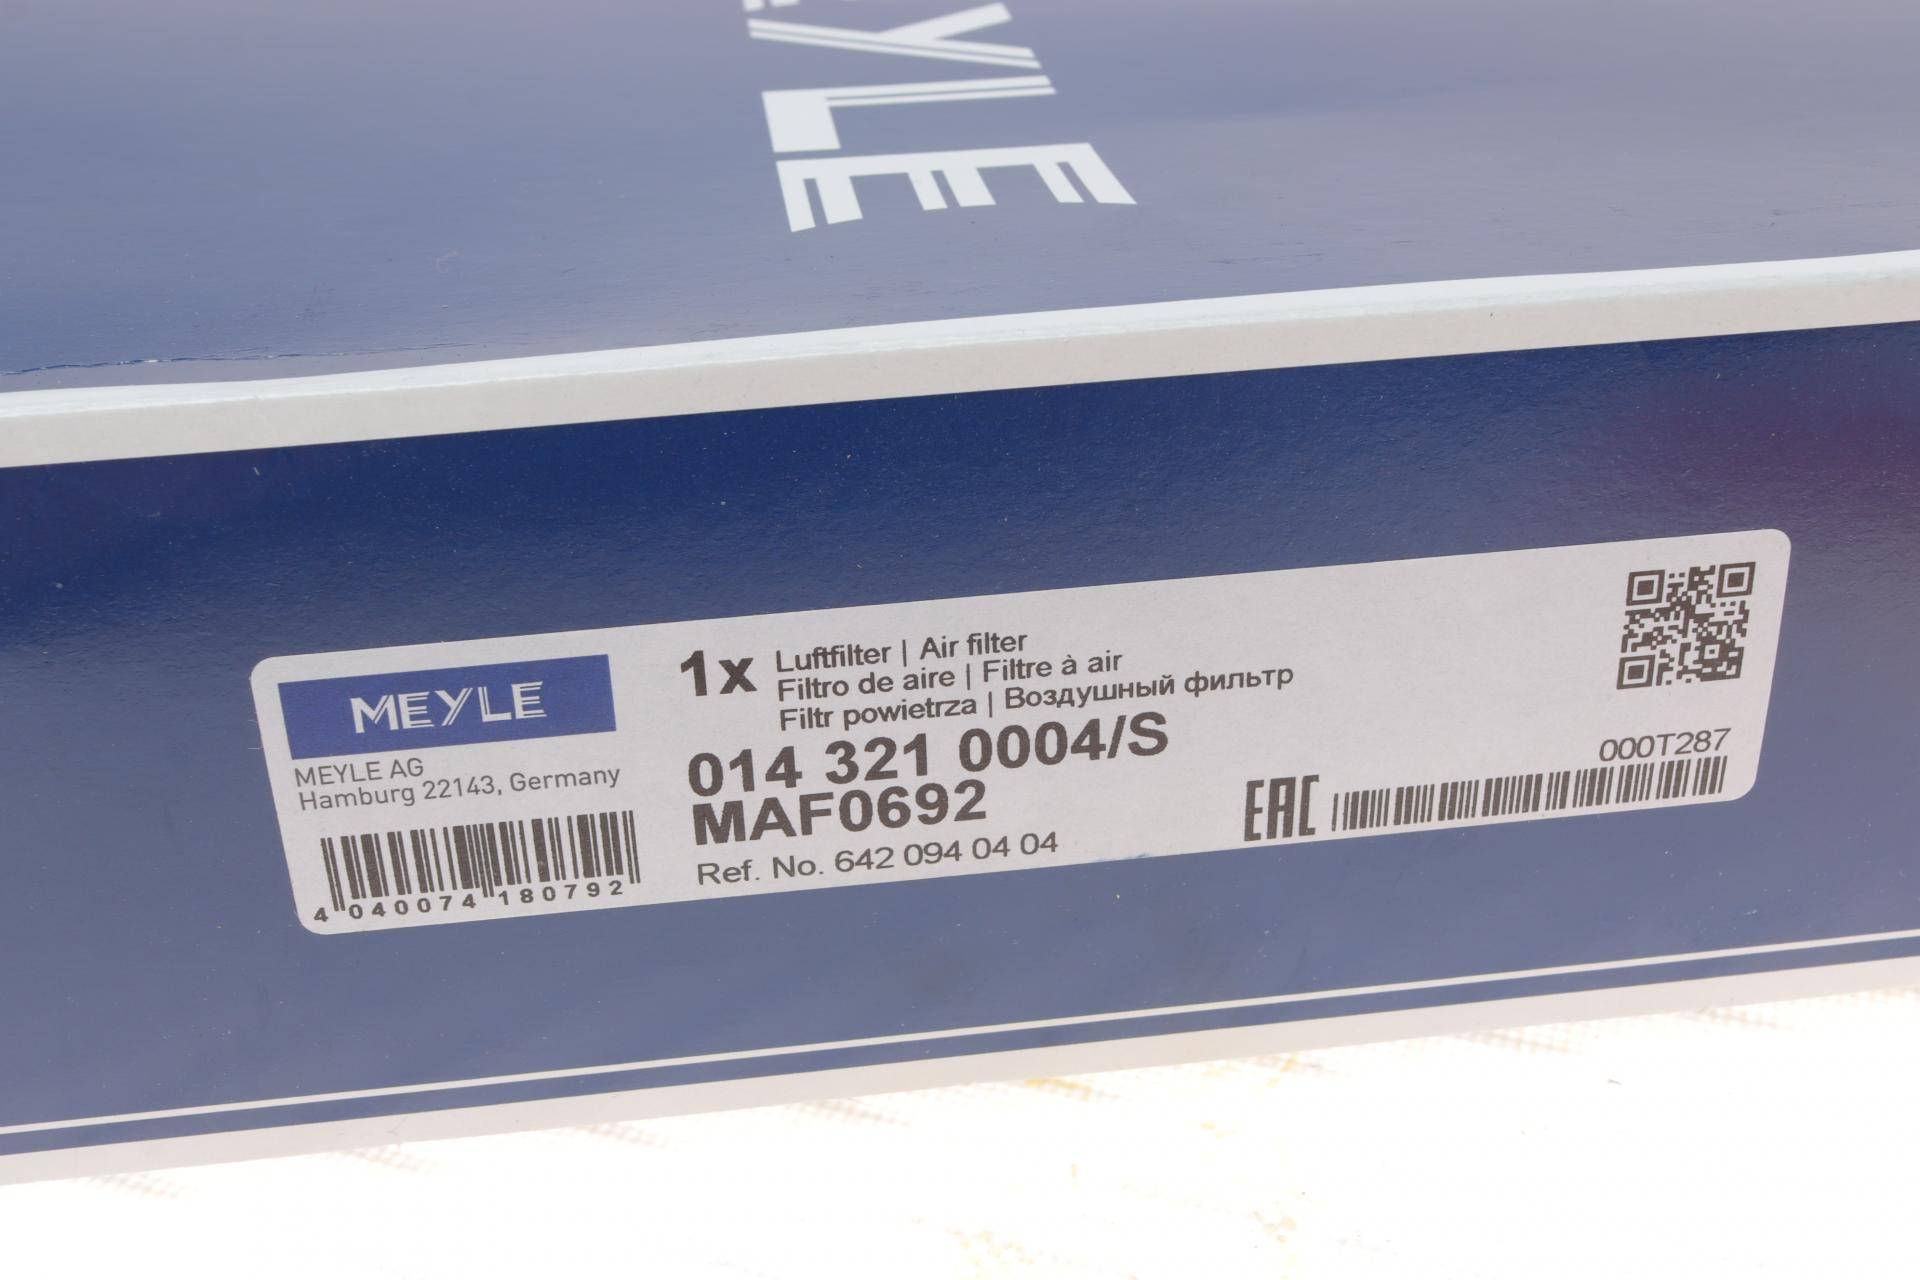 EYLE
MEYLE
MEYLE AG
Hamburg 22143, Germany
4 040074 180792
1x Luftfilter | Air filter
Filtro de aire | Filtre à air
Filtr powietrza | Воздушный фильтр
014 321 0004/S
MAF0692
Ref. No. 642 094 04 04
EAC
000T287